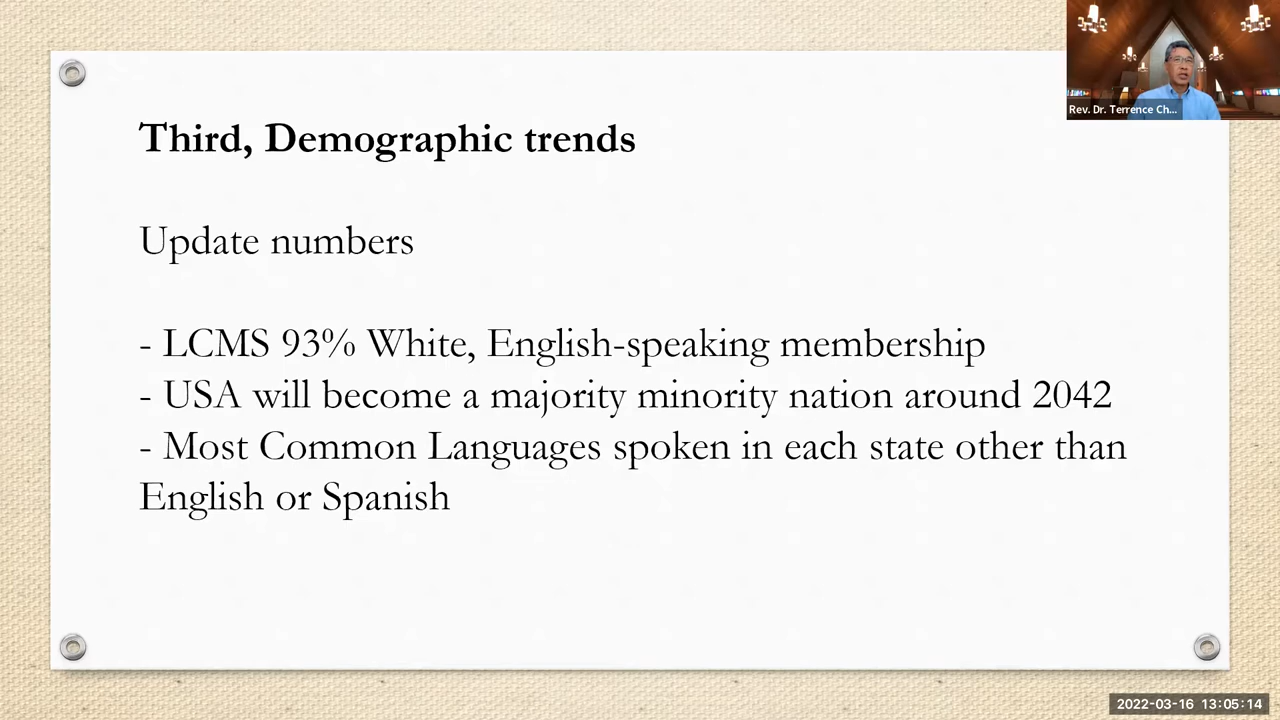 Rev. Dr. Terrence Ch...
Third, Demographic trends
Update numbers
- LCMS 93% White, English-speaking membership
- USA will become a majority minority nation around 2042
- Most Common Languages spoken in each state other than
English or Spanish
2022-03-16 13:05:14